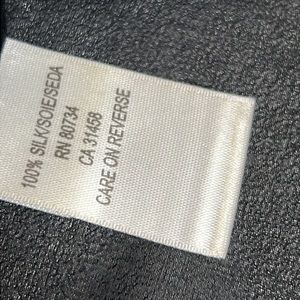 100% SILK/SOIE/SEDA
RN 80734
CA 31458
CARE ON REVERSE